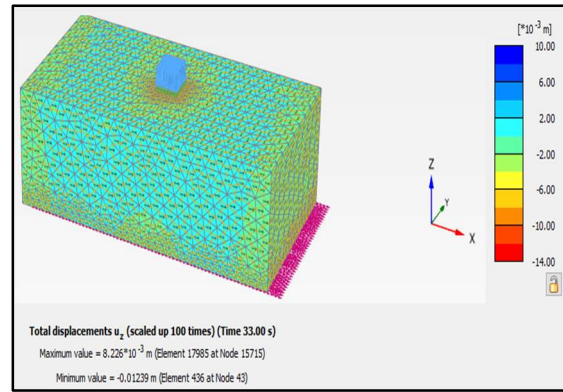 [*10⁻³ m]
10.00
6.00
2.00
-2.00
-6.00
-10.00
-14.00
Z
Y
X
Total displacements u_z (scaled up 100 times) (Time 33.00 s)
Maximum value = 8.226*10⁻³ m (Element 17985 at Node 15715)
Minimum value = -0.01239 m (Element 436 at Node 43)